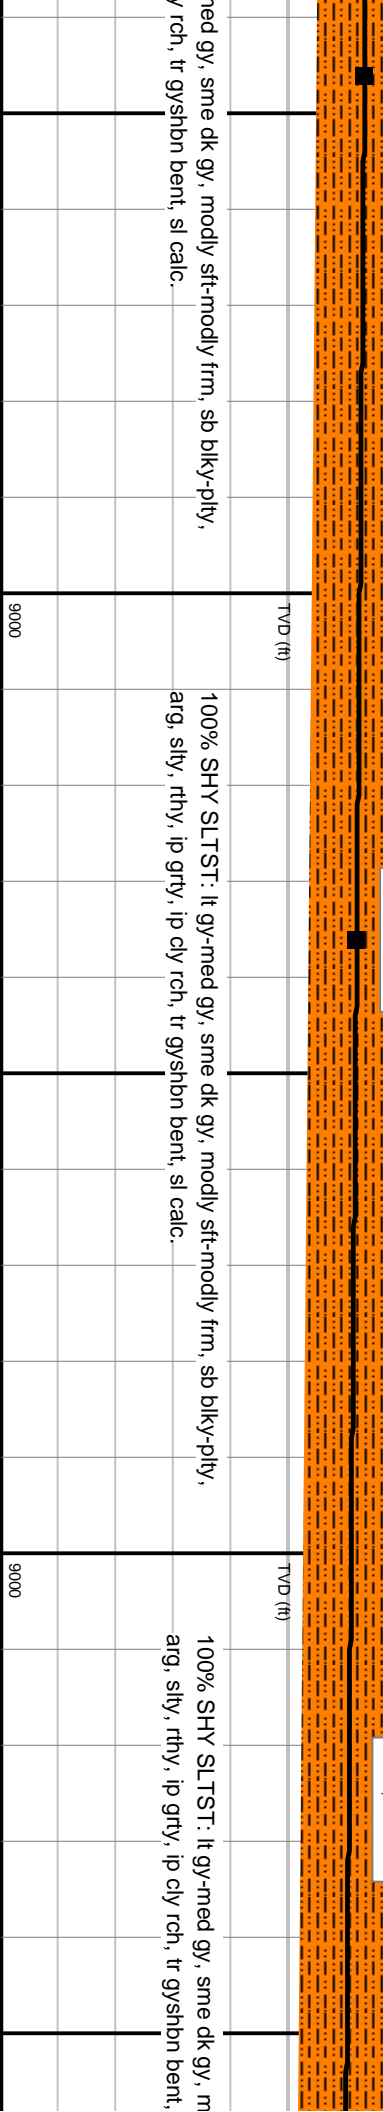 med gy, sme dk gy, modly sft-modly frm, sb blky-plty,
rch, tr gyshbn bent, sl calc.
TVD (ft)
9000
100% SHY SLTST: lt gy-med gy, sme dk gy, modly sft-modly frm, sb blky-plty,
arg, slty, rthy, ip grty, ip cly rch, tr gyshbn bent, sl calc.
TVD (ft)
9000
100% SHY SLTST: lt gy-med gy, sme dk gy, m
arg, slty, rthy, ip grty, ip cly rch, tr gyshbn bent,